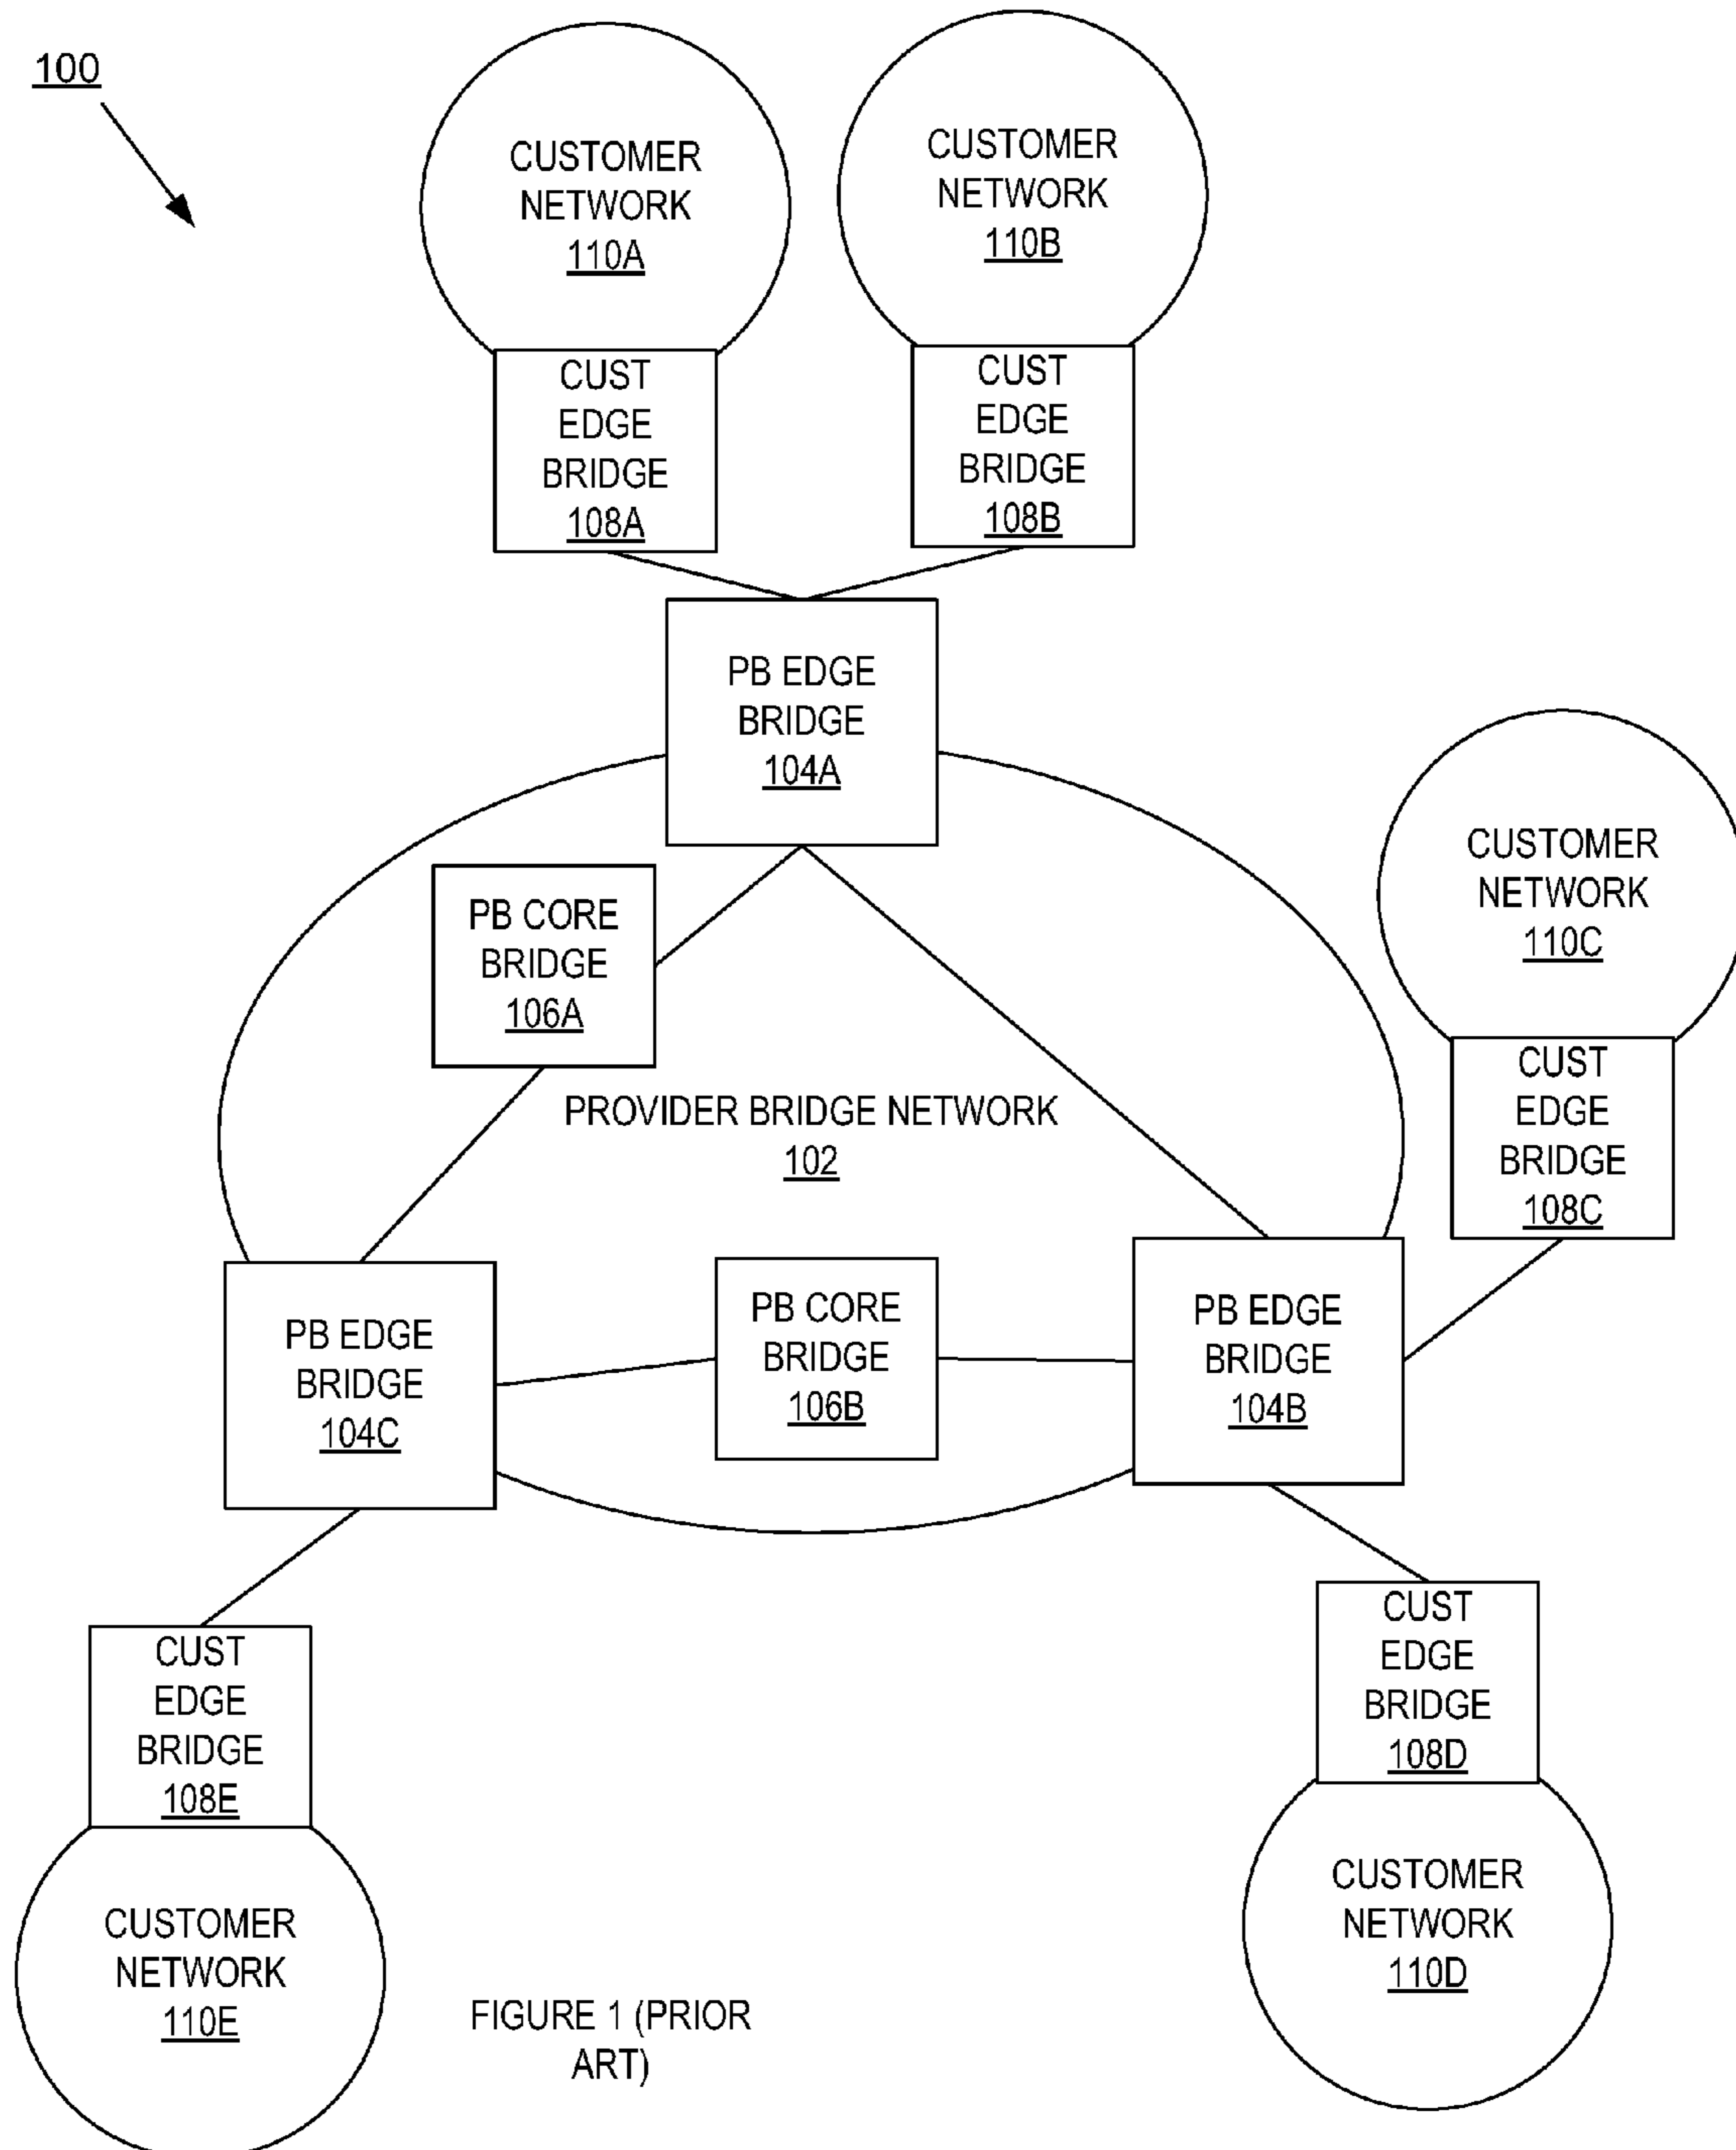 100
CUSTOMER
NETWORK
110A
CUSTOMER
NETWORK
110B
CUST
EDGE
BRIDGE
108A
CUST
EDGE
BRIDGE
108B
PB EDGE
BRIDGE
104A
CUSTOMER
NETWORK
110C
PB CORE
BRIDGE
106A
CUST
EDGE
BRIDGE
108C
PROVIDER BRIDGE NETWORK
102
PB EDGE
BRIDGE
104C
PB CORE
BRIDGE
106B
PB EDGE
BRIDGE
104B
CUST
EDGE
BRIDGE
108E
CUST
EDGE
BRIDGE
108D
CUSTOMER
NETWORK
110E
CUSTOMER
NETWORK
110D
FIGURE 1 (PRIOR
ART)